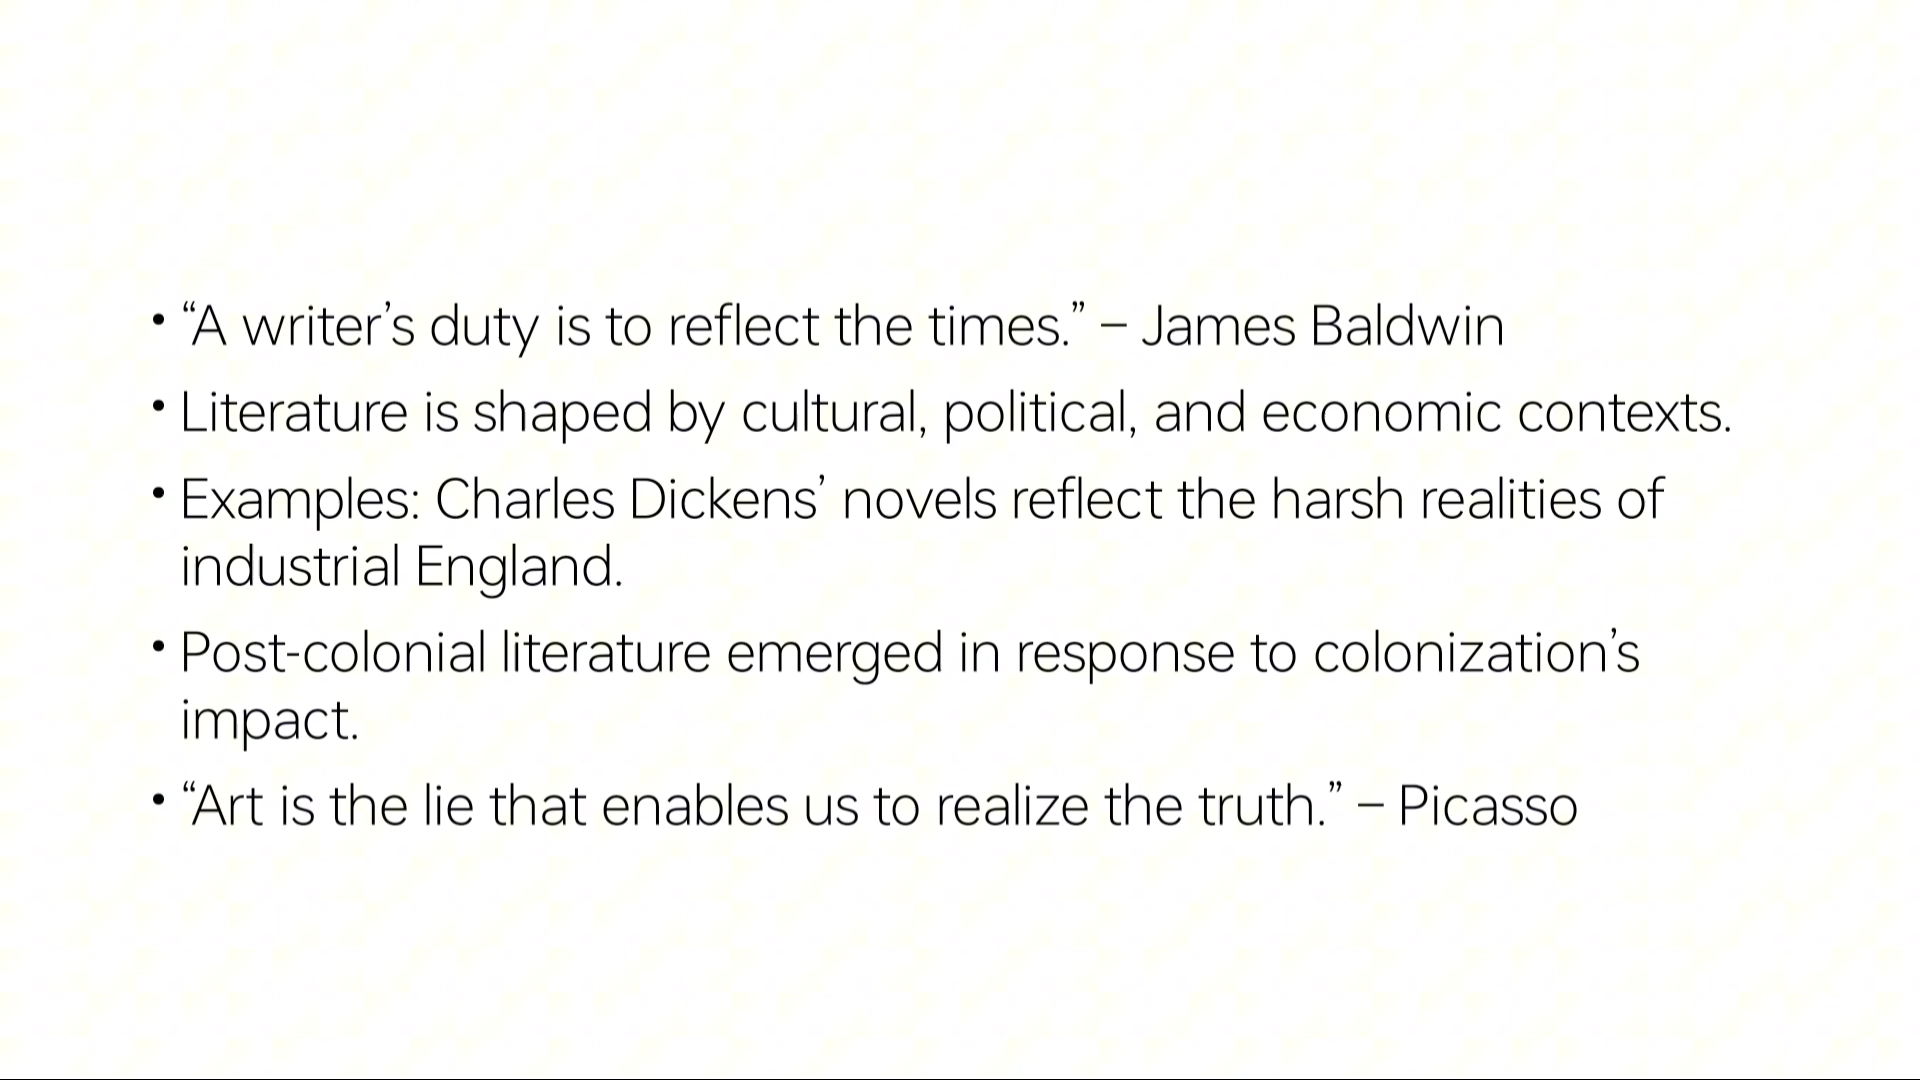 • “A writer’s duty is to reflect the times.” – James Baldwin
• Literature is shaped by cultural, political, and economic contexts.
• Examples: Charles Dickens’ novels reflect the harsh realities of
industrial England.
• Post-colonial literature emerged in response to colonization’s
impact.
• “Art is the lie that enables us to realize the truth.” – Picasso